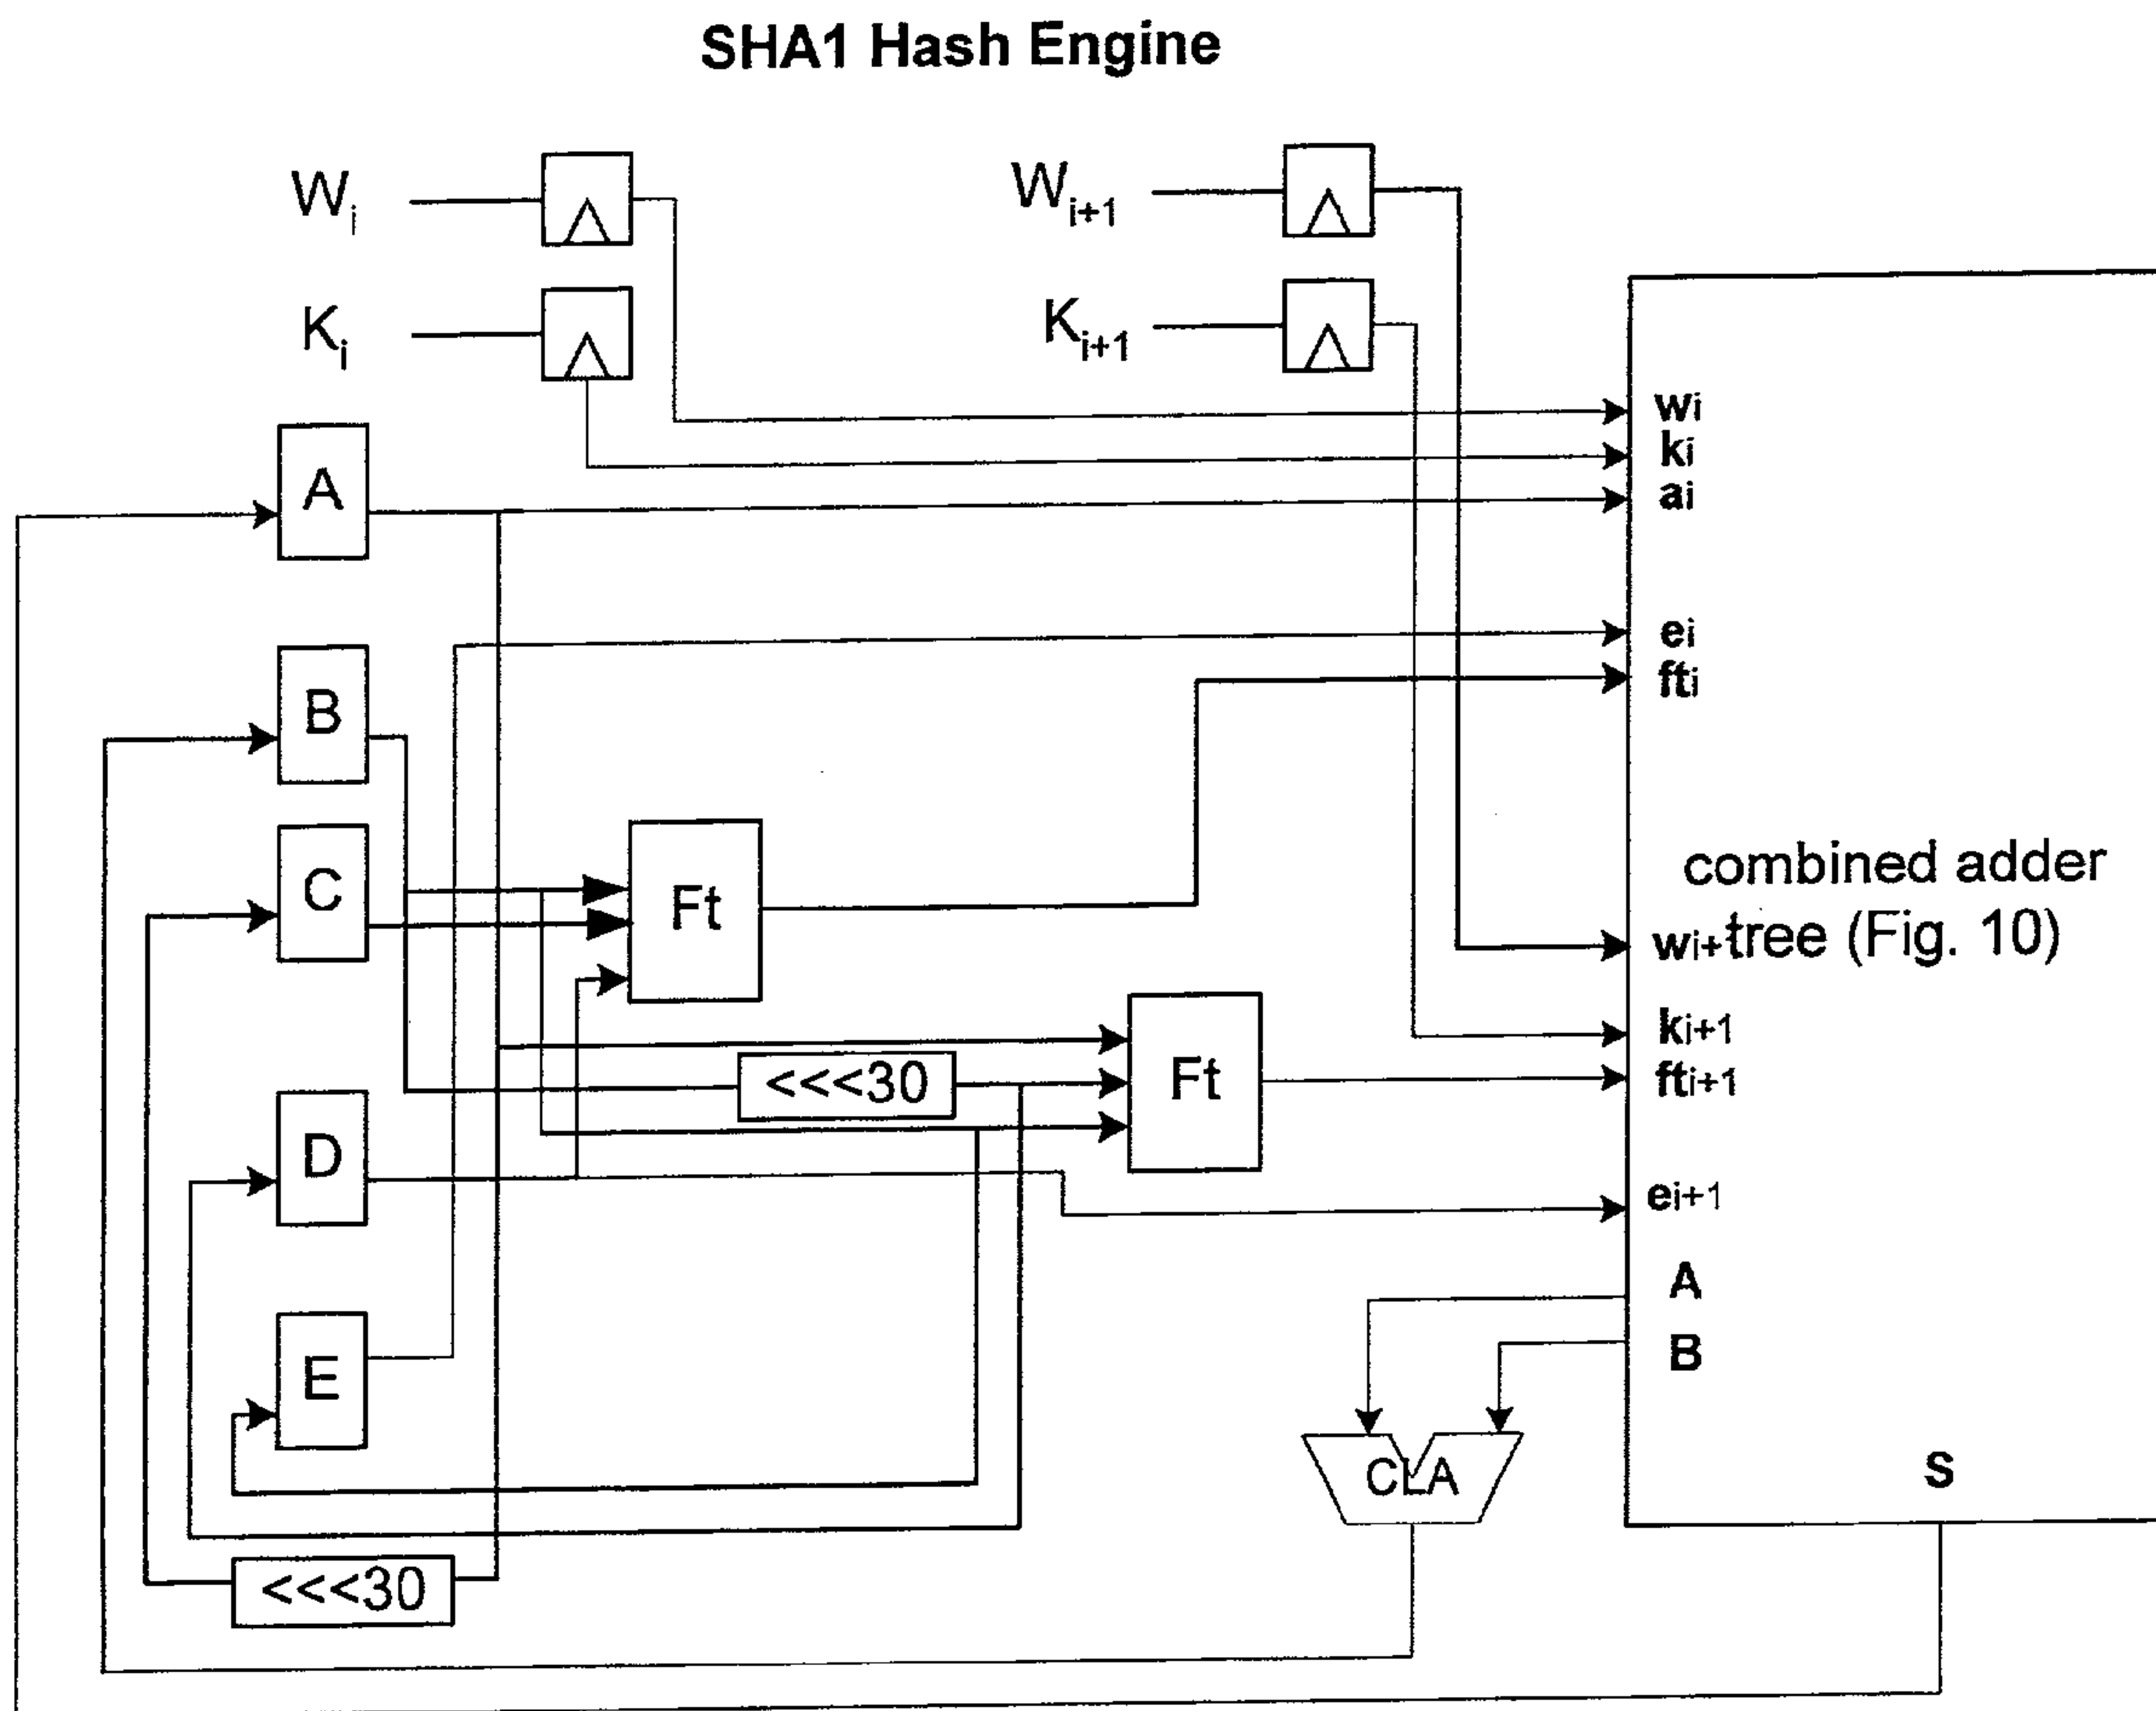 SHA1 Hash Engine
Wi
Wi+1
Ki
Ki+1
wi
ki
ai
A
ei
fti
B
C
Ft
combined adder
wi+
tree (Fig. 10)
ki+1
fti+1
<<<30
Ft
D
ei+1
A
B
E
CLA
S
<<<30